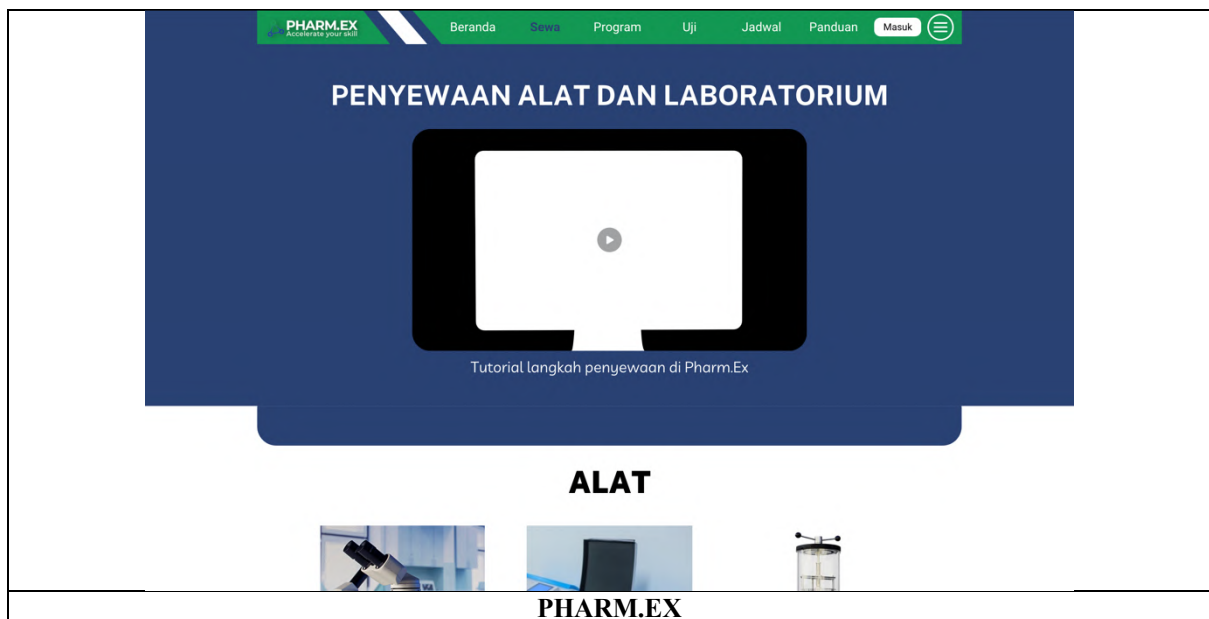 PHARM.EX
Accelerate your skill
Beranda Sewa Program Uji Jadwal Panduan Masuk
PENYEWAAN ALAT DAN LABORATORIUM
Tutorial langkah penyewaan di Pharm.Ex
ALAT
PHARM.EX